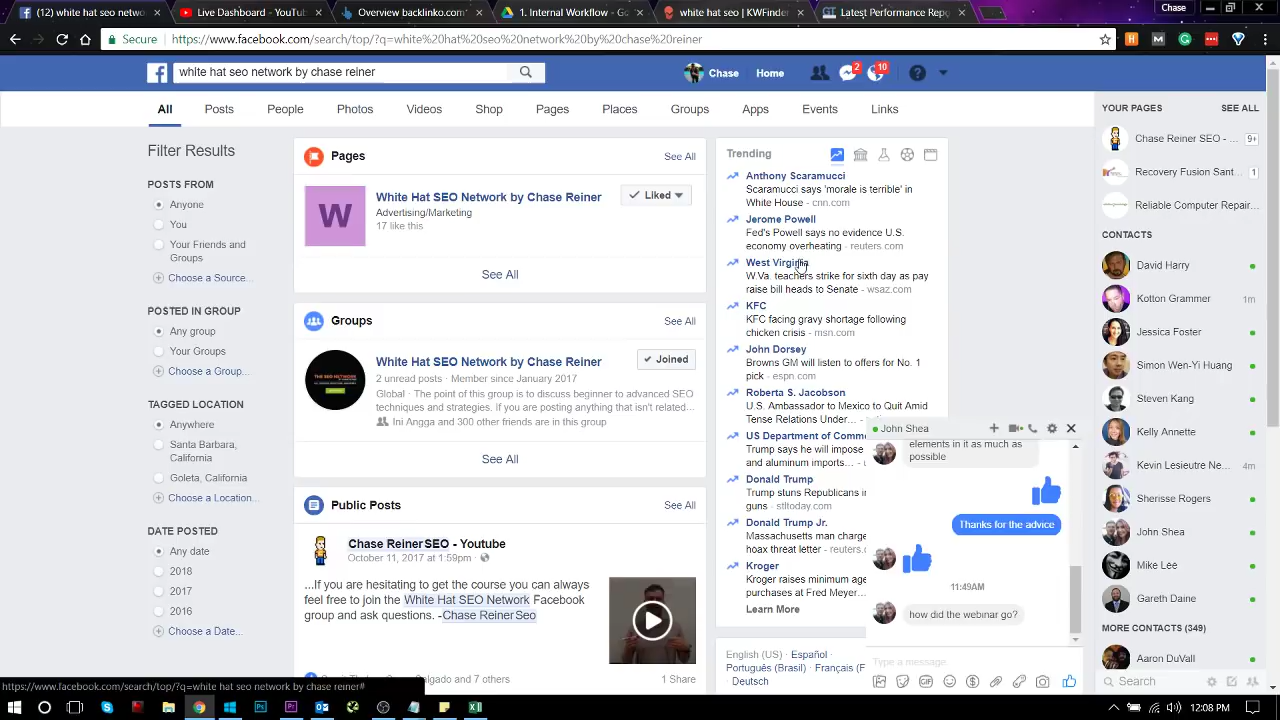 (12) white hat seo netwo
YouTube
backlinko.com/
1. Internal Workflow - G
white hat seo | KWFinder
Latest Performance Rep
Chase
Secure
https://www.facebook.com/search/top/?q=white%20hat%20seo%20network%20by%20chase%20reiner
white hat seo network by chase reiner
Chase
Home
2
10
All
Posts
People
Photos
Videos
Shop
Pages
Places
Groups
Apps
Events
Links
Filter Results
POSTS FROM
Anyone
You
Your Friends and
Groups
Choose a Source...
POSTED IN GROUP
Any group
Your Groups
Choose a Group...
TAGGED LOCATION
Anywhere
Santa Barbara,
California
Goleta, California
Choose a Location...
DATE POSTED
Any date
2018
2017
2016
Choose a Date...
Pages
See All
W
White Hat SEO Network by Chase Reiner
Advertising/Marketing
17 like this
Liked
See All
Groups
See All
THE SEO NETWORK
White Hat SEO Network by Chase Reiner
Joined
2 unread posts · Member since January 2017
Global · The point of this group is to discuss beginner to advanced SEO
techniques and strategies. If you are posting anything that isn't related...
Ini Angga and 300 other friends are in this group
See All
Public Posts
See All
Chase Reiner SEO - Youtube
October 11, 2017 at 1:59pm ·
...If you are hesitating to get the course you can always
feel free to join the White Hat SEO Network Facebook
group and ask questions. -Chase Reiner Seo
Salgado and 7 others
1 Share
Trending
Anthony Scaramucci
Scaramucci says 'morale is terrible' in
White House - cnn.com
Jerome Powell
Fed's Powell says no evidence U.S.
economy overheating - reuters.com
West Virginia
W.Va. teachers strike for sixth day as pay
raise bill heads to Senate - wsaz.com
KFC
KFC facing gravy shortage following
chicken crisis - msn.com
John Dorsey
Browns GM will listen to offers for No. 1
pick - espn.com
Roberta S. Jacobson
U.S. Ambassador to Mexico to Quit Amid
Tense Relations Under...
US Department of Comm
Trump says he will impose
and aluminum imports...
Donald Trump
Trump stuns Republicans i
guns - stltoday.com
Donald Trump Jr.
Massachusetts man charge
hoax threat letter - reuters.c
Kroger
Kroger raises minimum age
purchases at Fred Meyer...
Learn More
English (US) · Español ·
Português (Brasil) · Français (F
Deutsch
John Shea
elements in it as much as
possible
Thanks for the advice
11:49AM
how did the webinar go?
Type a message...
YOUR PAGES
SEE ALL
Chase Reiner SEO - ...
9+
Recovery Fusion Sant...
1
Reliable Computer Repair...
CONTACTS
David Harry
Kotton Grammer
1m
Jessica Foster
Simon Wei-Yi Huang
Steven Kang
Kelly Annette
Kevin Lesieutre Ne...
4m
Sherisse Rogers
John Shea
Mike Lee
Gareth Daine
MORE CONTACTS (349)
Aaron DeVall
Search
https://www.facebook.com/search/top/?q=white hat seo network by chase reiner#
12:08 PM